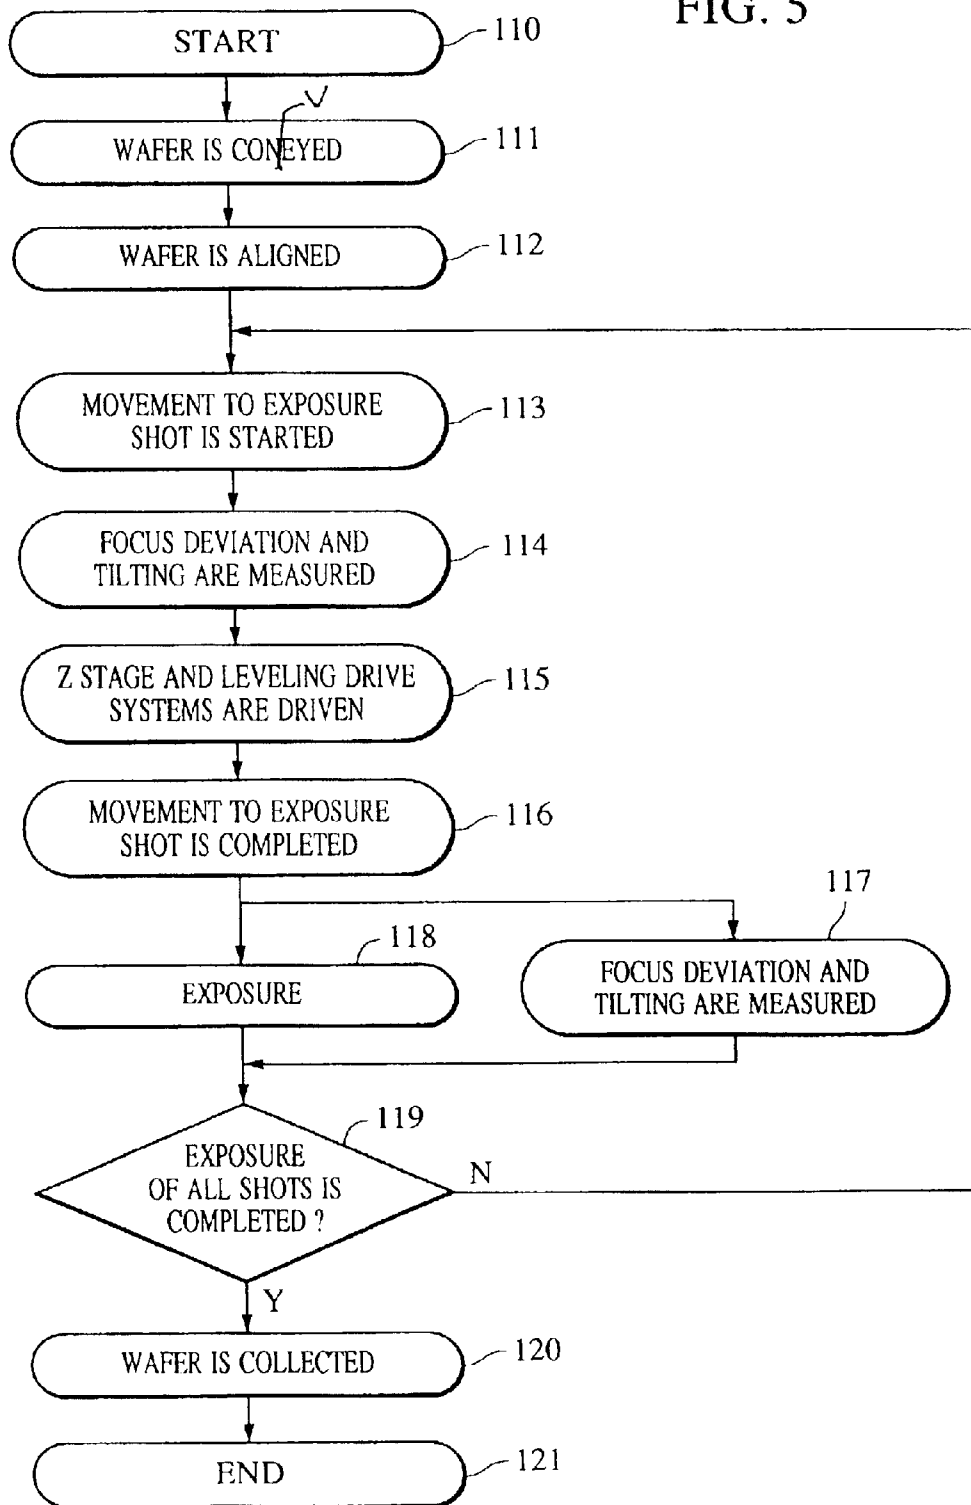 FIG. 5
START
110
V
WAFER IS CONEYED
111
WAFER IS ALIGNED
112
MOVEMENT TO EXPOSURE
SHOT IS STARTED
113
FOCUS DEVIATION AND
TILTING ARE MEASURED
114
Z STAGE AND LEVELING DRIVE
SYSTEMS ARE DRIVEN
115
MOVEMENT TO EXPOSURE
SHOT IS COMPLETED
116
117
118
EXPOSURE
FOCUS DEVIATION AND
TILTING ARE MEASURED
119
EXPOSURE
OF ALL SHOTS IS
COMPLETED ?
N
Y
WAFER IS COLLECTED
120
END
121